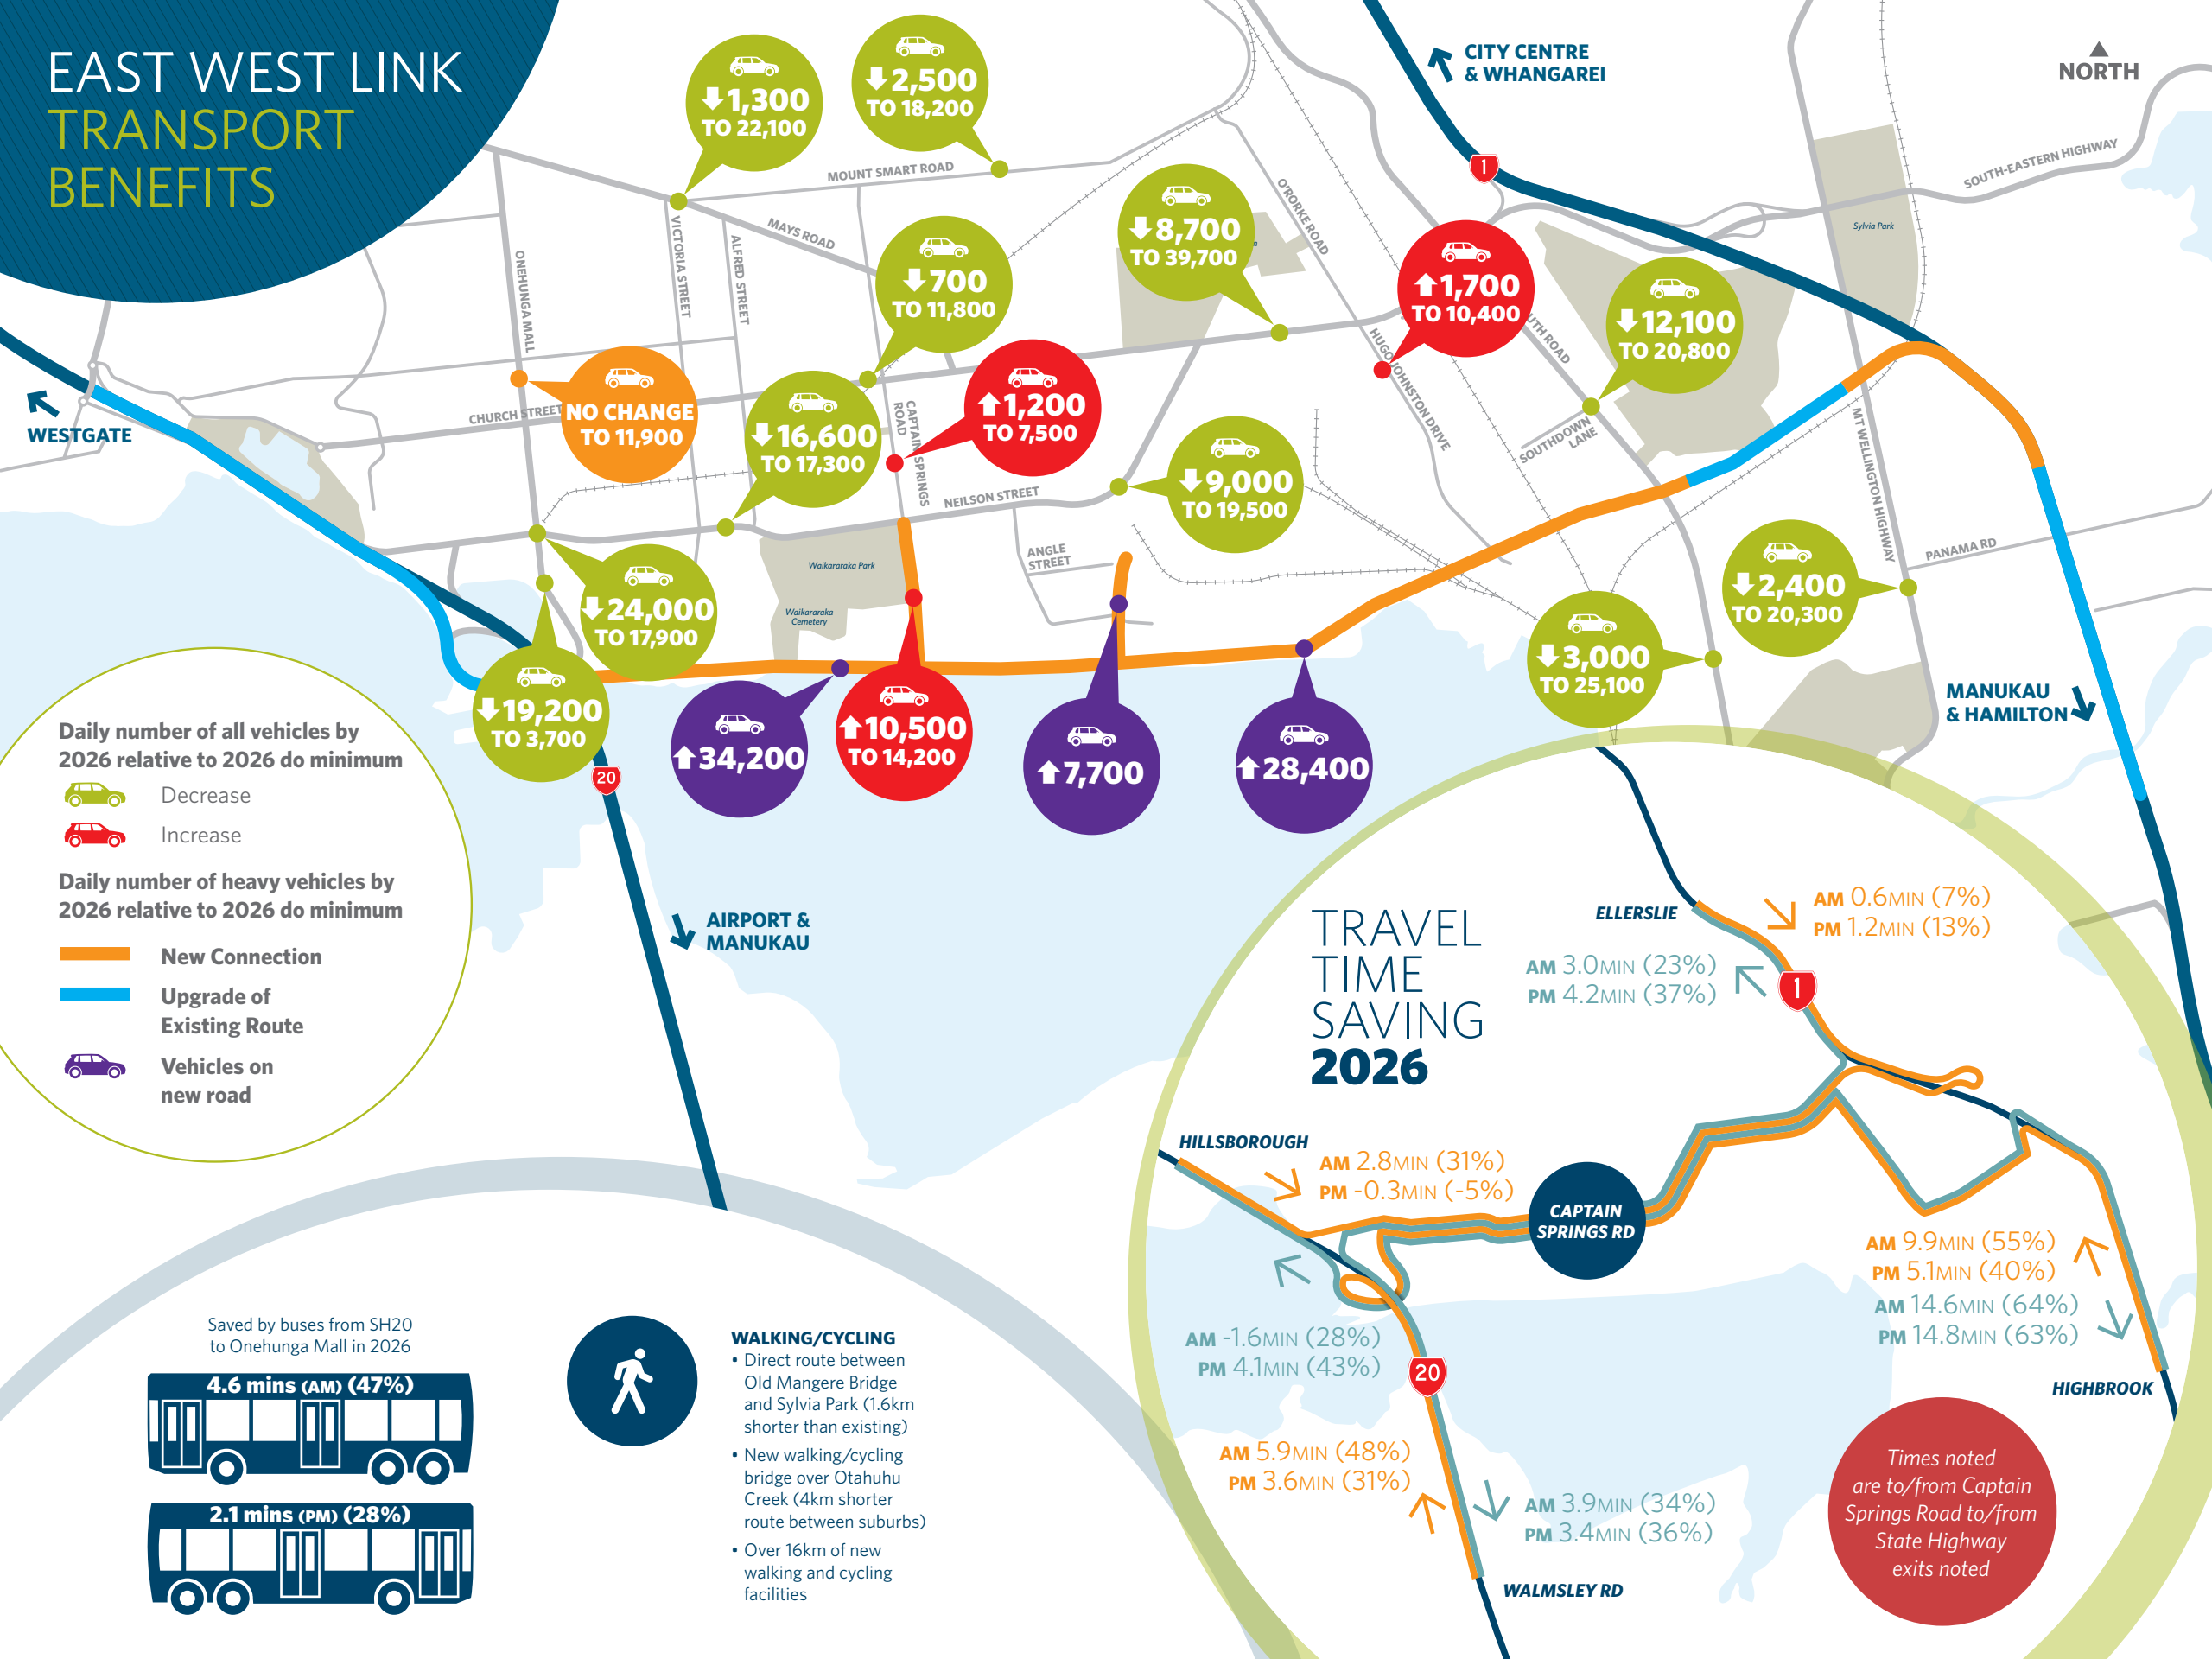 EAST WEST LINK
TRANSPORT
BENEFITS
1,300
TO 22,100
2,500
TO 18,200
CITY CENTRE
& WHANGAREI
NORTH
1
MOUNT SMART ROAD
SOUTH-EASTERN HIGHWAY
Sylvia Park
O'RORKE ROAD
MAYS ROAD
VICTORIA STREET
ALFRED STREET
ONEHUNGA MALL
8,700
TO 39,700
700
TO 11,800
1,700
TO 10,400
12,100
TO 20,800
HUGO JOHNSTON DRIVE
UTH ROAD
WESTGATE
CHURCH STREET
NO CHANGE
TO 11,900
16,600
TO 17,300
CAPTAIN SPRINGS
ROAD
1,200
TO 7,500
9,000
TO 19,500
SOUTHDOWN
LANE
MT WELLINGTON HIGHWAY
NEILSON STREET
ANGLE
STREET
PANAMA RD
Waikararaka Park
Waikararaka
Cemetery
24,000
TO 17,900
2,400
TO 20,300
3,000
TO 25,100
19,200
TO 3,700
34,200
10,500
TO 14,200
7,700
28,400
MANUKAU
& HAMILTON
20
AIRPORT &
MANUKAU
Daily number of all vehicles by
2026 relative to 2026 do minimum
Decrease
Increase
Daily number of heavy vehicles by
2026 relative to 2026 do minimum
New Connection
Upgrade of
Existing Route
Vehicles on
new road
TRAVEL
TIME
SAVING
2026
ELLERSLIE
AM 0.6MIN (7%)
PM 1.2MIN (13%)
AM 3.0MIN (23%)
PM 4.2MIN (37%)
1
HILLSBOROUGH
AM 2.8MIN (31%)
PM -0.3MIN (-5%)
CAPTAIN
SPRINGS RD
AM 9.9MIN (55%)
PM 5.1MIN (40%)
AM 14.6MIN (64%)
PM 14.8MIN (63%)
AM -1.6MIN (28%)
PM 4.1MIN (43%)
20
HIGHBROOK
AM 5.9MIN (48%)
PM 3.6MIN (31%)
AM 3.9MIN (34%)
PM 3.4MIN (36%)
WALMSLEY RD
Times noted
are to/from Captain
Springs Road to/from
State Highway
exits noted
Saved by buses from SH20
to Onehunga Mall in 2026
4.6 mins (AM) (47%)
2.1 mins (PM) (28%)
WALKING/CYCLING
• Direct route between
Old Mangere Bridge
and Sylvia Park (1.6km
shorter than existing)
• New walking/cycling
bridge over Otahuhu
Creek (4km shorter
route between suburbs)
• Over 16km of new
walking and cycling
facilities